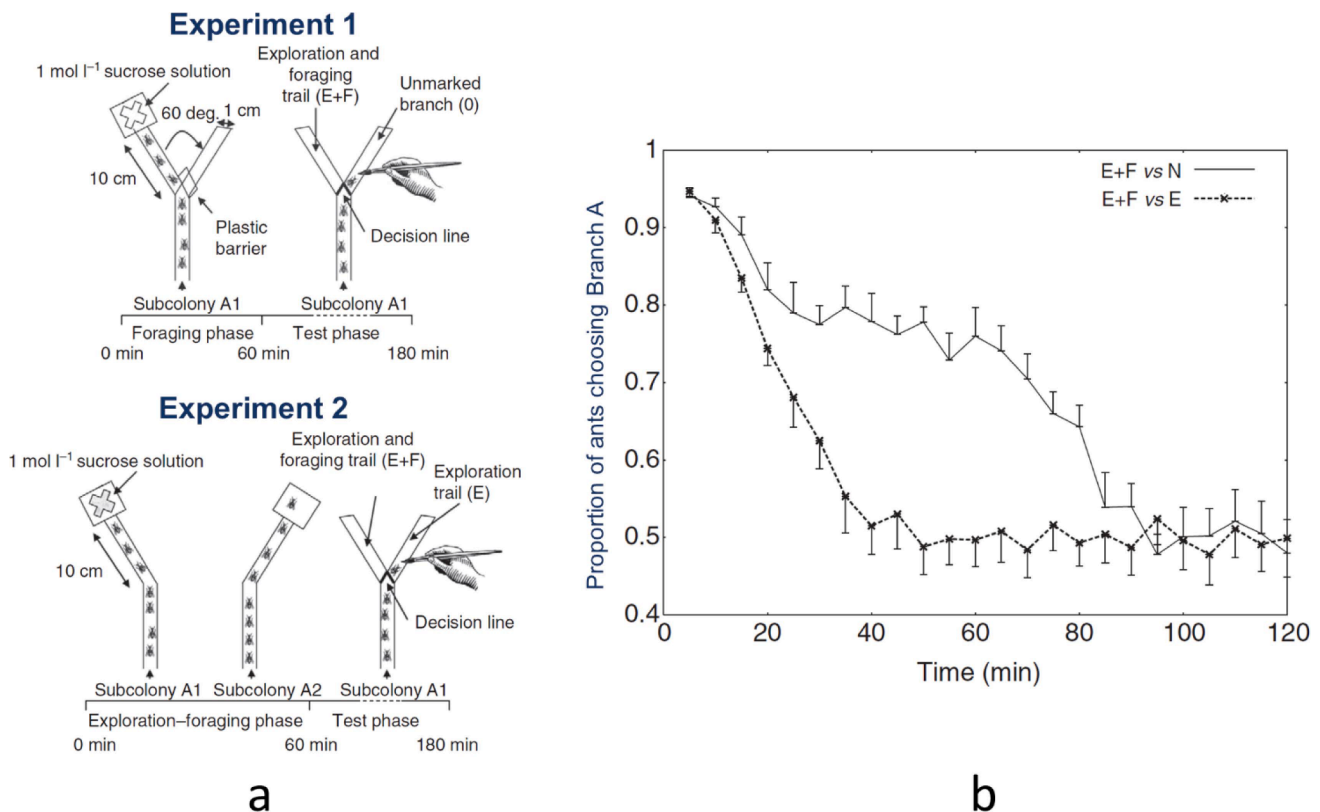 Experiment 1
1 mol l⁻¹ sucrose solution
Exploration and
foraging
trail (E+F)
Unmarked
branch (0)
60 deg.
1 cm
10 cm
Plastic
barrier
Decision line
Subcolony A1
Subcolony A1
Foraging phase
Test phase
0 min
60 min
180 min
Experiment 2
1 mol l⁻¹ sucrose solution
Exploration and
foraging trail (E+F)
Exploration
trail (E)
10 cm
Decision line
Subcolony A1
Subcolony A2
Subcolony A1
Exploration–foraging phase
Test phase
0 min
60 min
180 min
a
Proportion of ants choosing Branch A
1
0.9
0.8
0.7
0.6
0.5
0.4
E+F vs N
E+F vs E
0
20
40
60
80
100
120
Time (min)
b